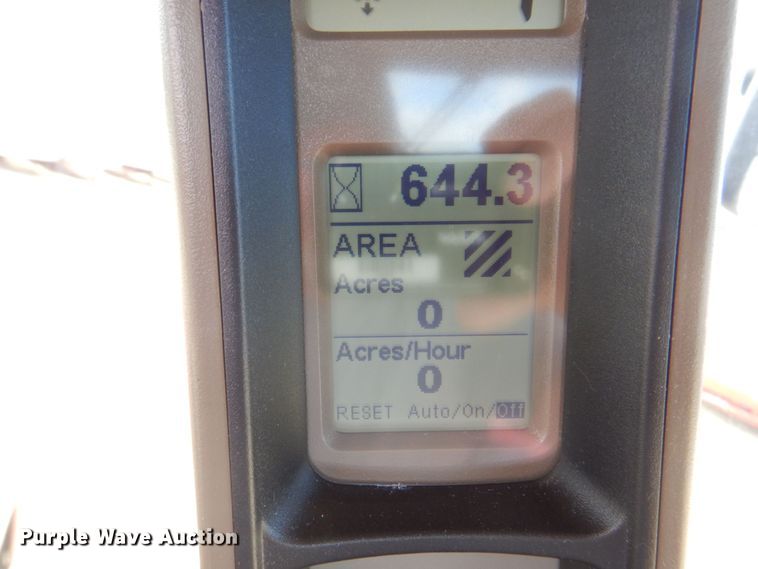 644.3
AREA
Acres
0
Acres/Hour
0
RESET Auto/On/Off
Purple Wave Auction